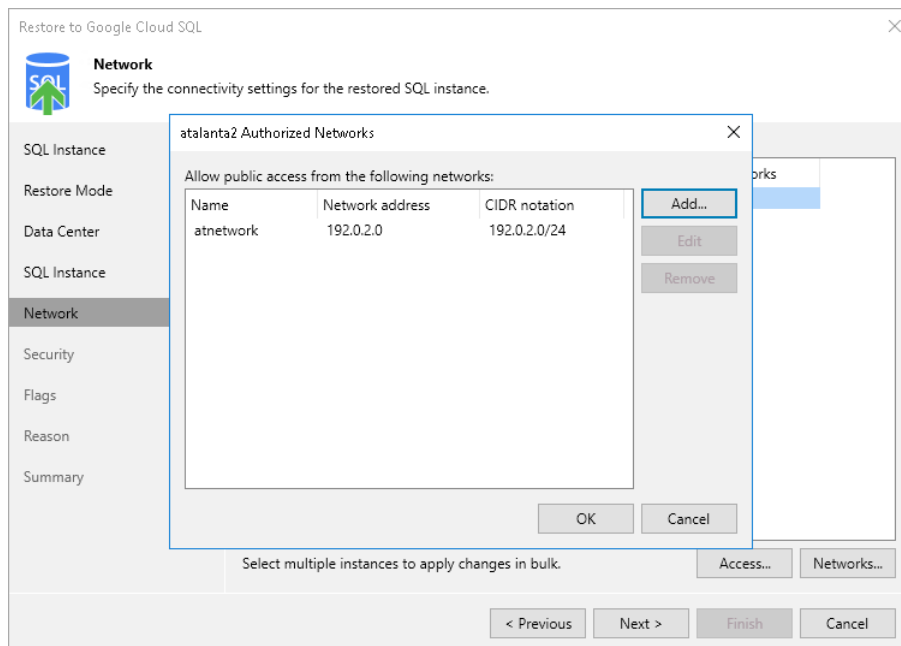 Restore to Google Cloud SQL
Network
Specify the connectivity settings for the restored SQL instance.
SQL
SQL Instance
Restore Mode
Data Center
SQL Instance
Network
Security
Flags
Reason
Summary
atalanta2 Authorized Networks
Allow public access from the following networks:
Name Network address CIDR notation
atnetwork 192.0.2.0 192.0.2.0/24
Add...
Edit
Remove
OK Cancel
Select multiple instances to apply changes in bulk. Access... Networks...
< Previous Next > Finish Cancel